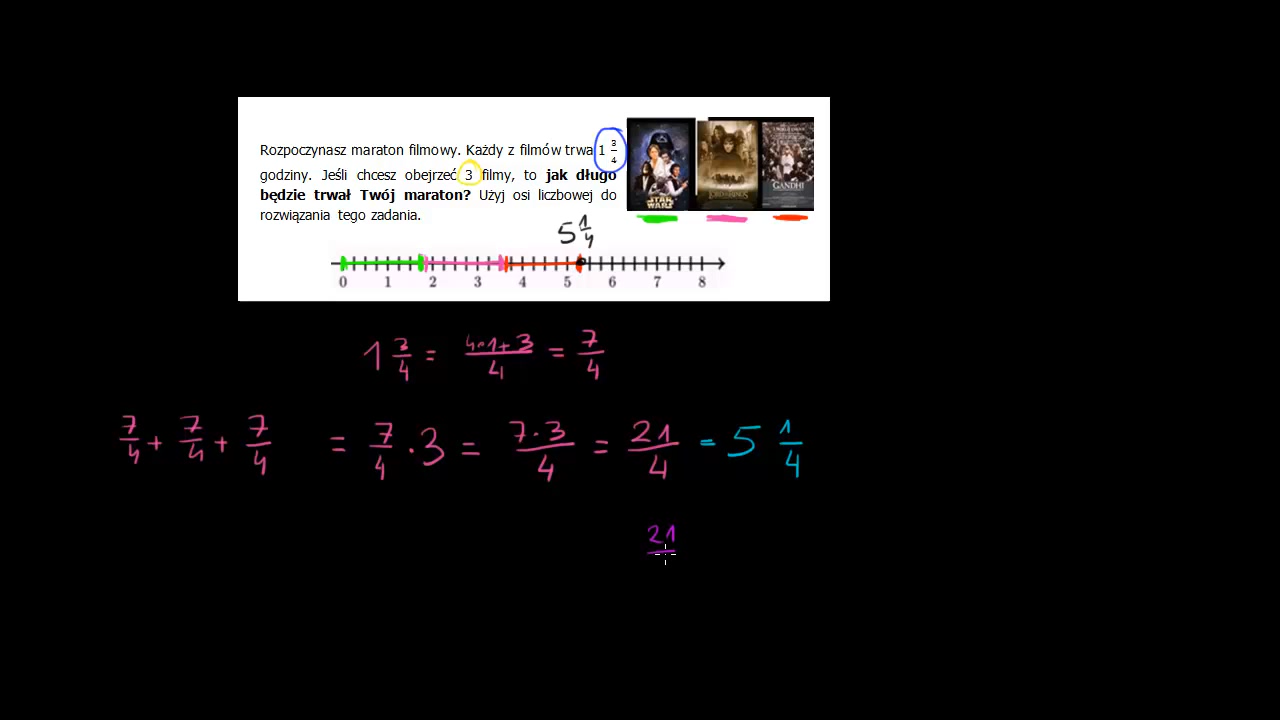 Rozpoczynasz maraton filmowy. Każdy z filmów trwa 1 3/4
godziny. Jeśli chcesz obejrzeć 3 filmy, to jak długo
będzie trwał Twój maraton? Użyj osi liczbowej do
rozwiązania tego zadania.
STAR WARS
GANDHI
5 1/4
0 1 2 3 4 5 6 7 8
1 3/4 = 4·1+3/4 = 7/4
7/4 + 7/4 + 7/4 = 7/4 · 3 = 7·3/4 = 21/4 = 5 1/4
21